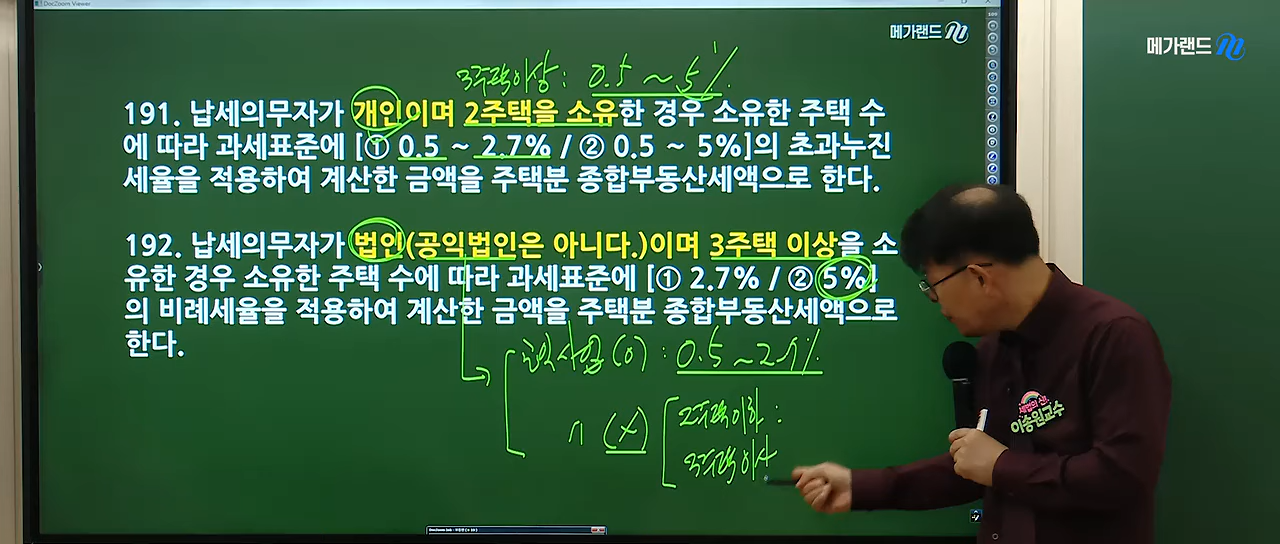 DocZoom Viewer
메가랜드
메가랜드
3주택이상 : 0.5 ~ 5%
191. 납세의무자가 개인이며 2주택을 소유한 경우 소유한 주택 수
에 따라 과세표준에 [① 0.5 ~ 2.7% / ② 0.5 ~ 5%]의 초과누진
세율을 적용하여 계산한 금액을 주택분 종합부동산세액으로 한다.
192. 납세의무자가 법인(공익법인은 아니다.)이며 3주택 이상을 소
유한 경우 소유한 주택 수에 따라 과세표준에 [① 2.7% / ② 5%]
의 비례세율을 적용하여 계산한 금액을 주택분 종합부동산세액으로
한다.
공익사업(O) : 0.5 ~ 2.7%
〃 (X)
2주택이하 :
3주택이상
세법의 신!
이송원교수